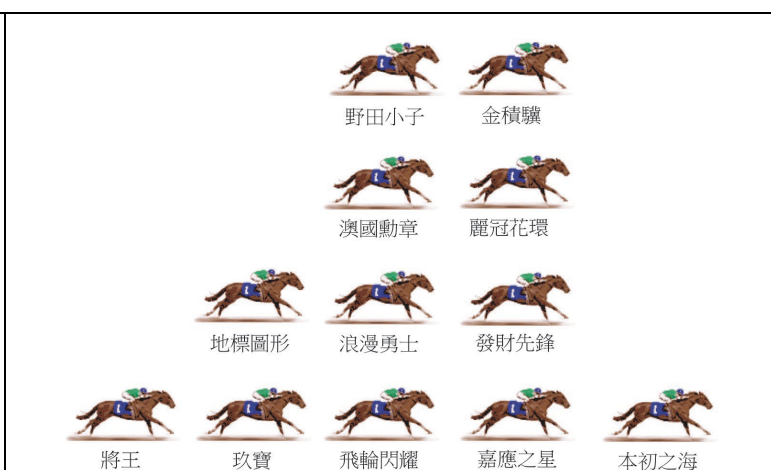 野田小子 金積驥
澳國勳章 麗冠花環
地標圖形 浪漫勇士 發財先鋒
將王 玖寶 飛輪閃耀 嘉應之星 本初之海